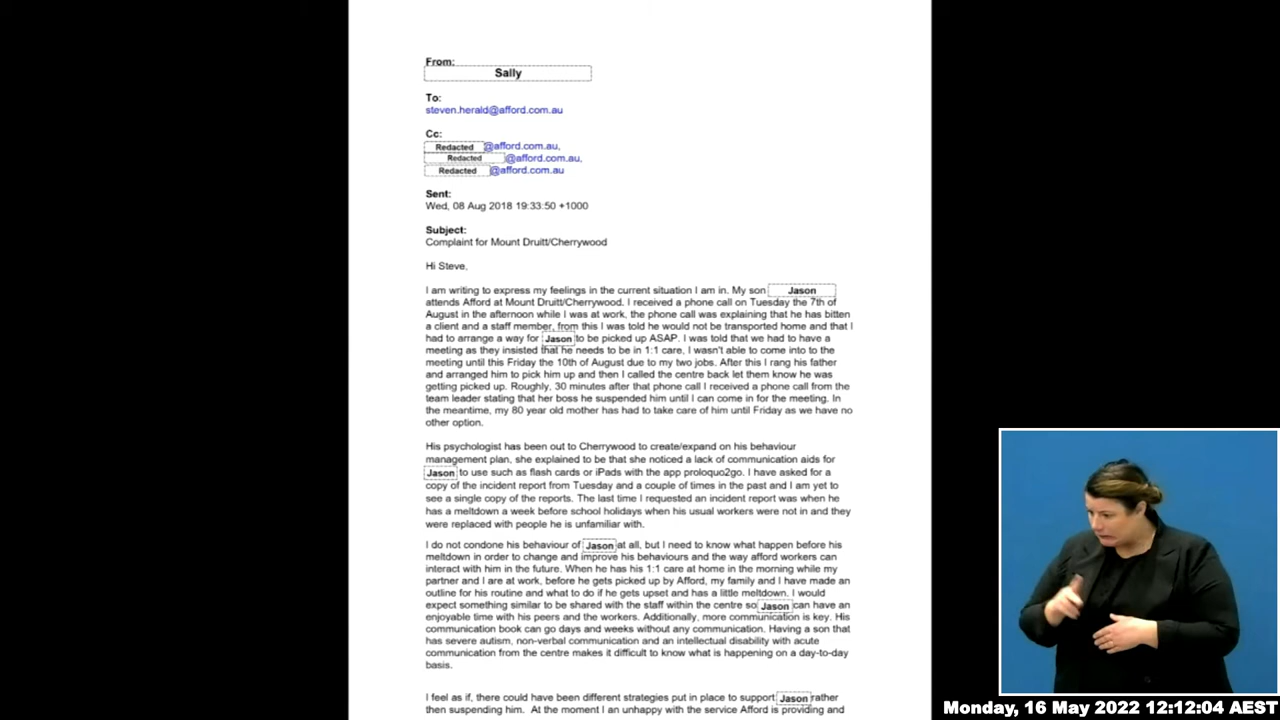 From:
Sally
To:
steven.herald@afford.com.au
Cc:
Redacted @afford.com.au,
Redacted @afford.com.au,
Redacted @afford.com.au
Sent:
Wed, 08 Aug 2018 19:33:50 +1000
Subject:
Complaint for Mount Druitt/Cherrywood
Hi Steve,
I am writing to express my feelings in the current situation I am in. My son Jason
attends Afford at Mount Druitt/Cherrywood. I received a phone call on Tuesday the 7th of
August in the afternoon while I was at work, the phone call was explaining that he has bitten
a client and a staff member, from this I was told he would not be transported home and that I
had to arrange a way for Jason to be picked up ASAP. I was told that we had to have a
meeting as they insisted that he needs to be in 1:1 care, I wasn't able to come into to the
meeting until this Friday the 10th of August due to my two jobs. After this I rang his father
and arranged him to pick him up and then I called the centre back let them know he was
getting picked up. Roughly, 30 minutes after that phone call I received a phone call from the
team leader stating that her boss he suspended him until I can come in for the meeting. In
the meantime, my 80 year old mother has had to take care of him until Friday as we have no
other option.
His psychologist has been out to Cherrywood to create/expand on his behaviour
management plan, she explained to be that she noticed a lack of communication aids for
Jason to use such as flash cards or iPads with the app proloquo2go. I have asked for a
copy of the incident report from Tuesday and a couple of times in the past and I am yet to
see a single copy of the reports. The last time I requested an incident report was when he
has a meltdown a week before school holidays when his usual workers were not in and they
were replaced with people he is unfamiliar with.
I do not condone his behaviour of Jason at all, but I need to know what happen before his
meltdown in order to change and improve his behaviours and the way afford workers can
interact with him in the future. When he has his 1:1 care at home in the morning while my
partner and I are at work, before he gets picked up by Afford, my family and I have made an
outline for his routine and what to do if he gets upset and has a little meltdown. I would
expect something similar to be shared with the staff within the centre so Jason can have an
enjoyable time with his peers and the workers. Additionally, more communication is key. His
communication book can go days and weeks without any communication. Having a son that
has severe autism, non-verbal communication and an intellectual disability with acute
communication from the centre makes it difficult to know what is happening on a day-to-day
basis.
I feel as if, there could have been different strategies put in place to support Jason rather
then suspending him. At the moment I an unhappy with the service Afford is providing and
Monday, 16 May 2022 12:12:04 AEST